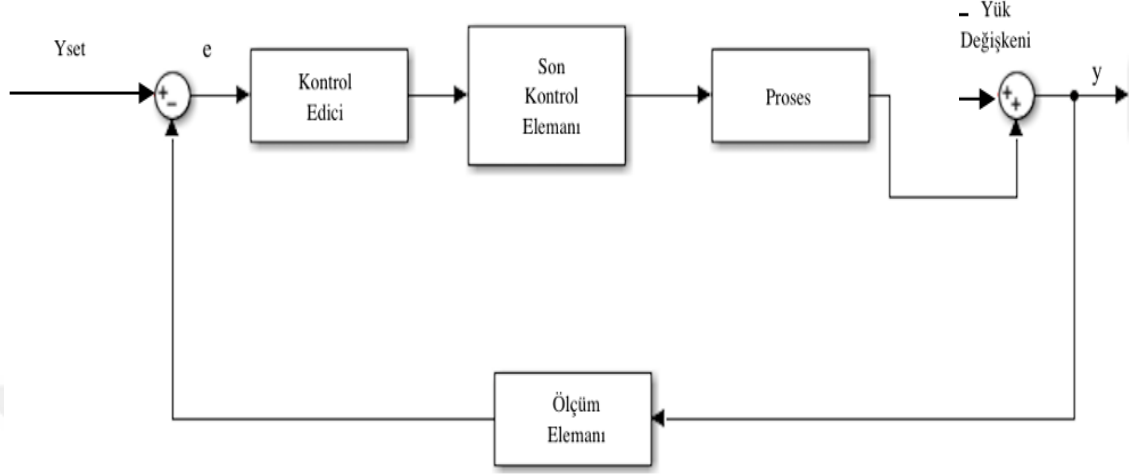 Yset
e
+
−
Kontrol
Edici
Son
Kontrol
Elemanı
Proses
− Yük
Değişkeni
+
+
y
Ölçüm
Elemanı